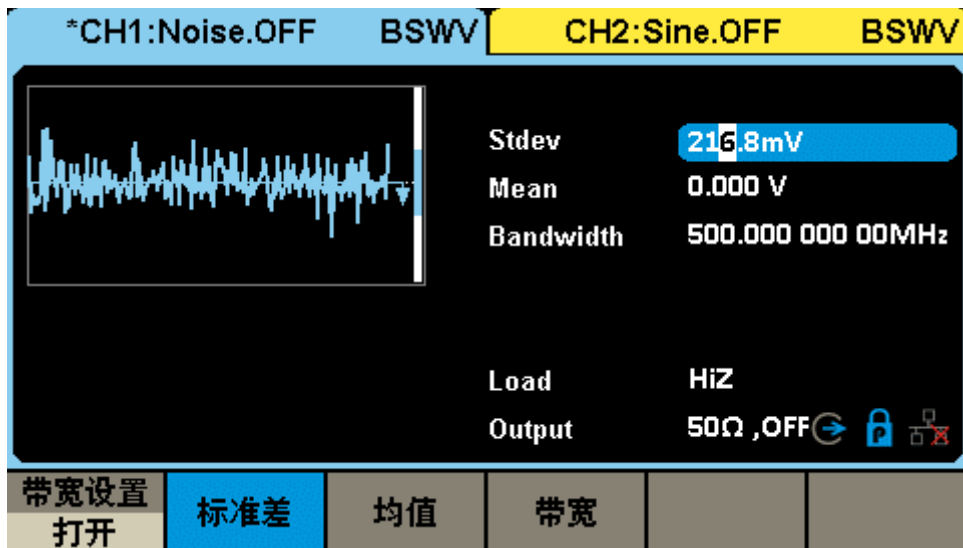 *CH1:Noise.OFF BSWV CH2:Sine.OFF BSWV
Stdev 216.8mV
Mean 0.000 V
Bandwidth 500.000 000 00MHz
Load HiZ
Output 50Ω ,OFF P
带宽设置 标准差 均值 带宽
打开